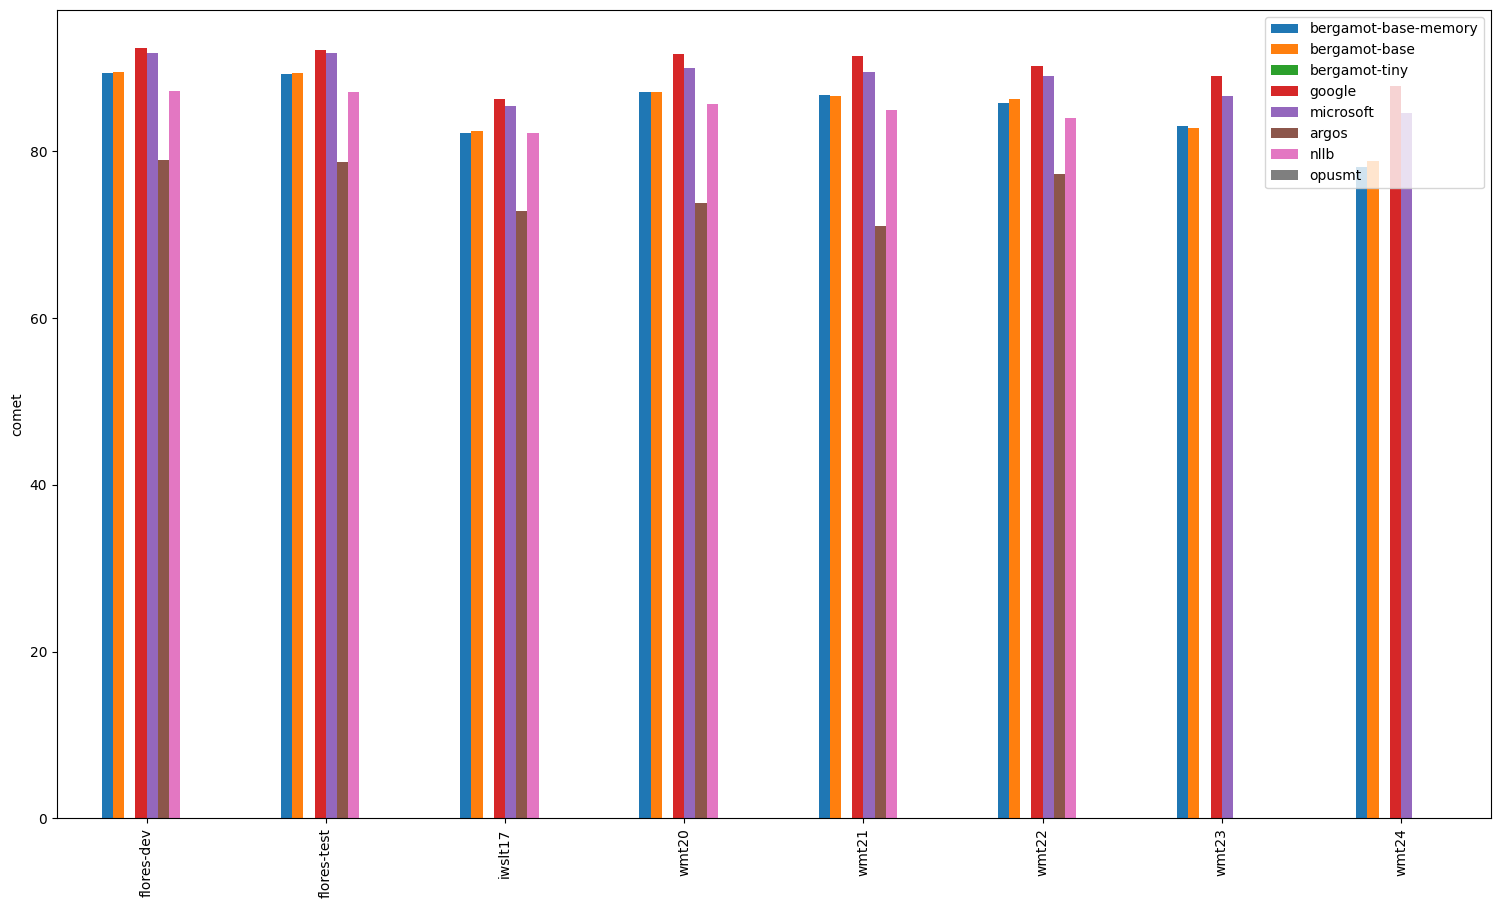 bergamot-base-memory
bergamot-base
bergamot-tiny
google
microsoft
argos
nllb
opusmt
80
60
40
20
0
comet
flores-dev
flores-test
iwslt17
wmt20
wmt21
wmt22
wmt23
wmt24